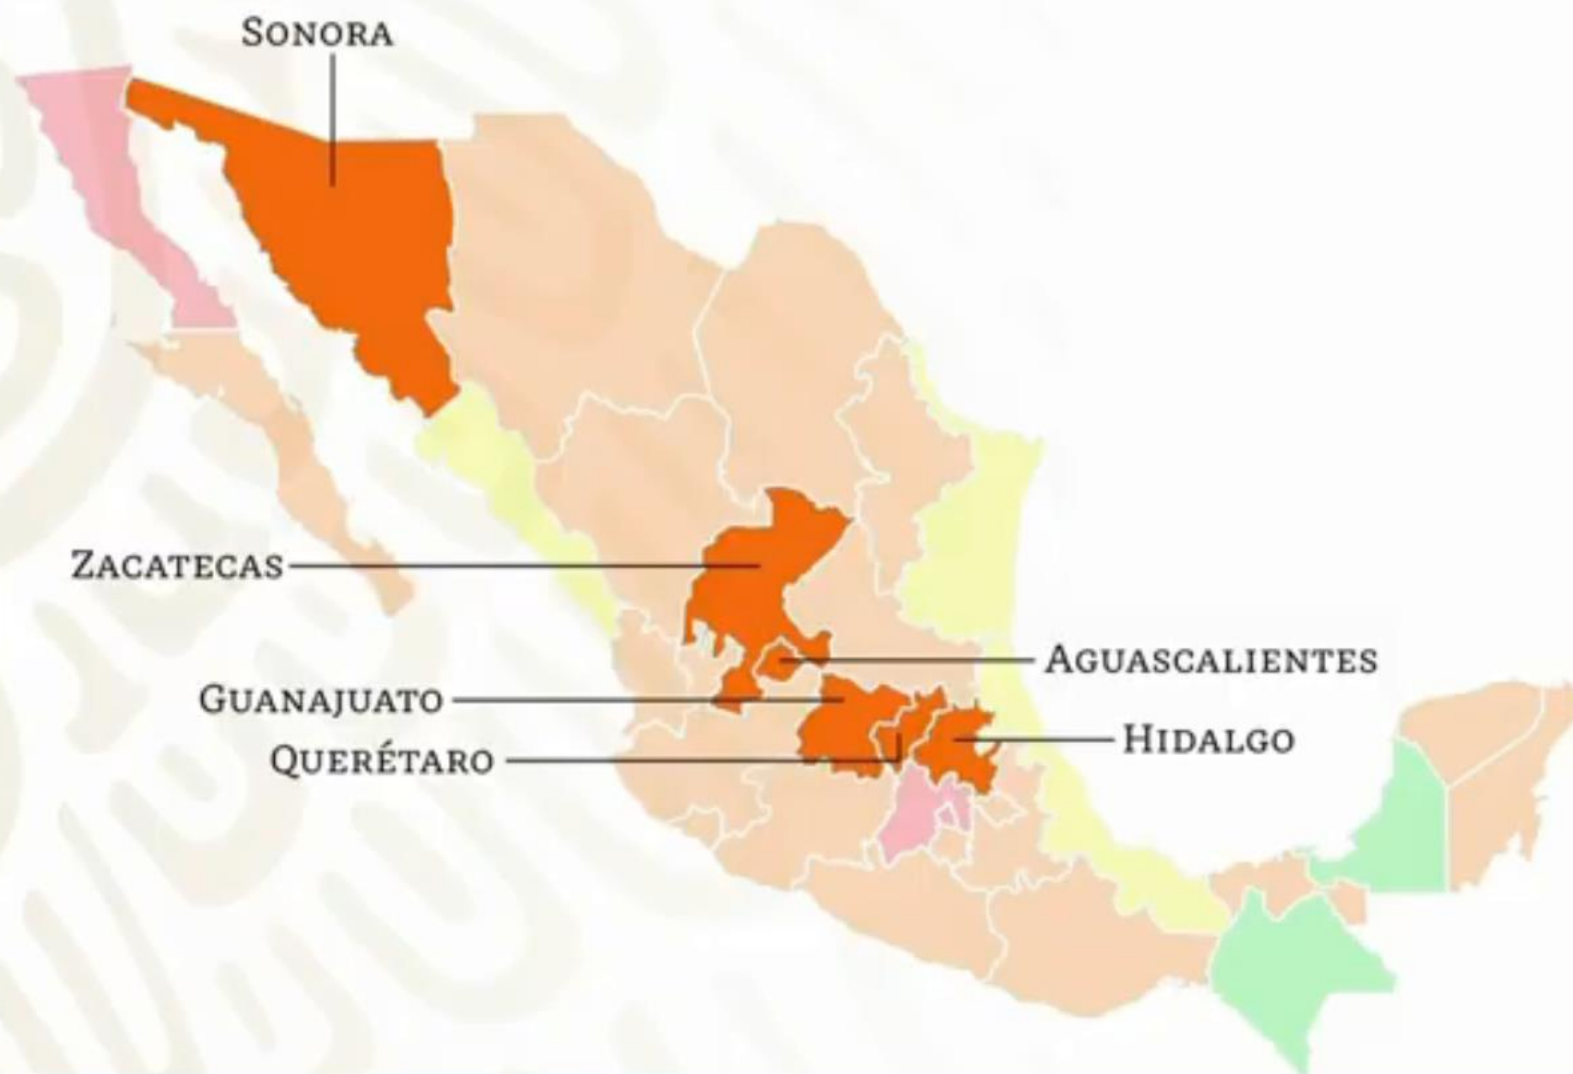 SONORA
ZACATECAS
AGUASCALIENTES
GUANAJUATO
HIDALGO
QUERÉTARO